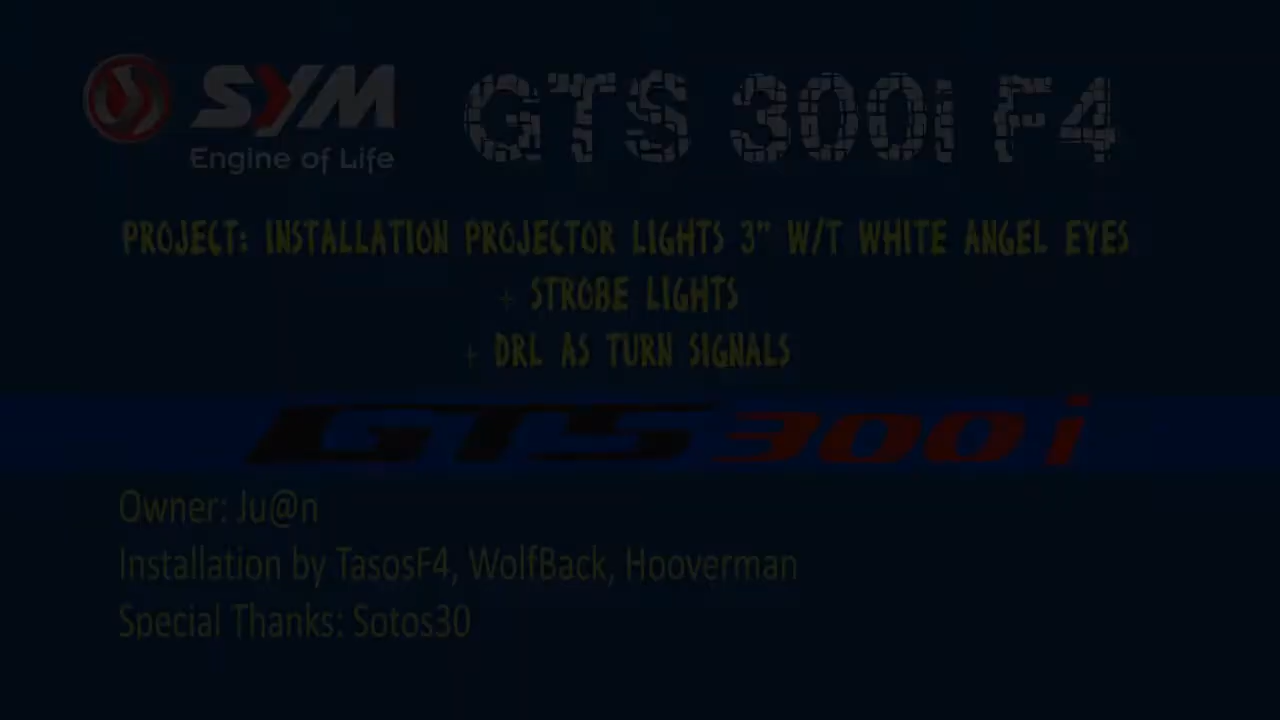 SYM GTS 300i F4
Engine of Life
PROJECT: INSTALLATION PROJECTOR LIGHTS 3" W/T WHITE ANGEL EYES
+ STROBE LIGHTS
+ DRL AS TURN SIGNALS
GTS 300i
Owner: Ju@n
Installation by TasosF4, WolfBack, Hooverman
Special Thanks: Sotos30